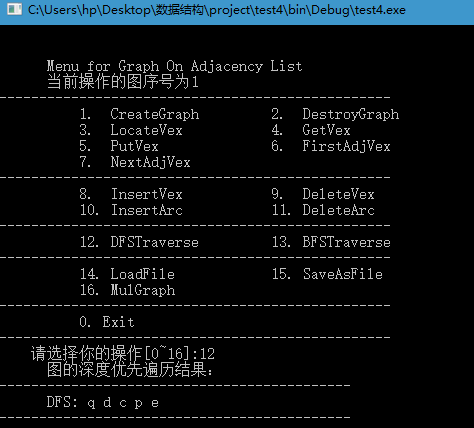 C:\Users\hp\Desktop\数据结构\project\test4\bin\Debug\test4.exe
Menu for Graph On Adjacency List
当前操作的图序号为1
------------------------------------------------
1. CreateGraph 2. DestroyGraph
3. LocateVex 4. GetVex
5. PutVex 6. FirstAdjVex
7. NextAdjVex
------------------------------------------------
8. InsertVex 9. DeleteVex
10. InsertArc 11. DeleteArc
------------------------------------------------
12. DFSTraverse 13. BFSTraverse
------------------------------------------------
14. LoadFile 15. SaveAsFile
16. MulGraph
------------------------------------------------
0. Exit
------------------------------------------------
请选择你的操作[0~16]:12
图的深度优先遍历结果:
-------------------------------------------
DFS: q d c p e
-------------------------------------------